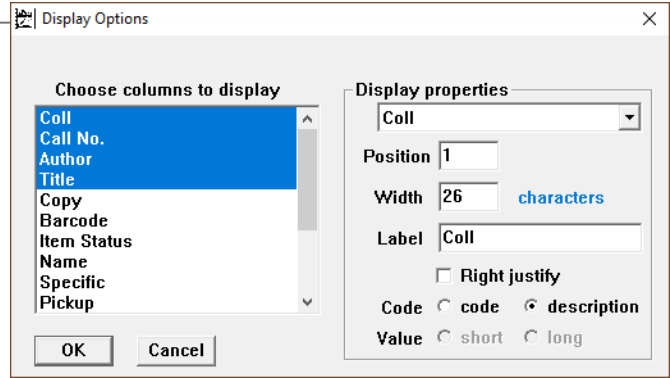 Display Options
Choose columns to display
Coll
Call No.
Author
Title
Copy
Barcode
Item Status
Name
Specific
Pickup
OK Cancel
Display properties
Coll
Position 1
Width 26 characters
Label Coll
Right justify
Code code description
Value short long